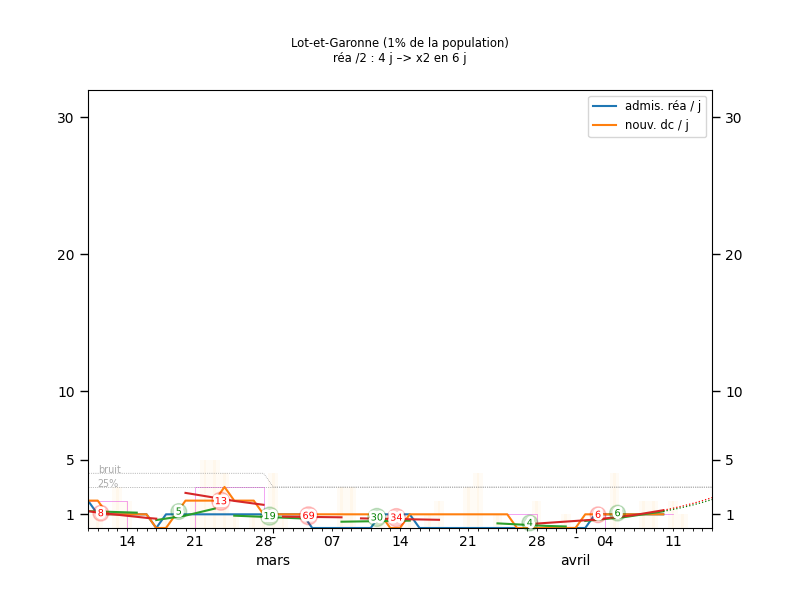 Lot-et-Garonne (1% de la population)
réa /2 : 4 j –> x2 en 6 j
admis. réa / j
nouv. dc / j
30 30
20 20
10 10
5 5
1 1
bruit
25%
8 5 13 19 69 30 34 4 6 6
14 21 28 07 14 21 28 - 04 11
mars avril